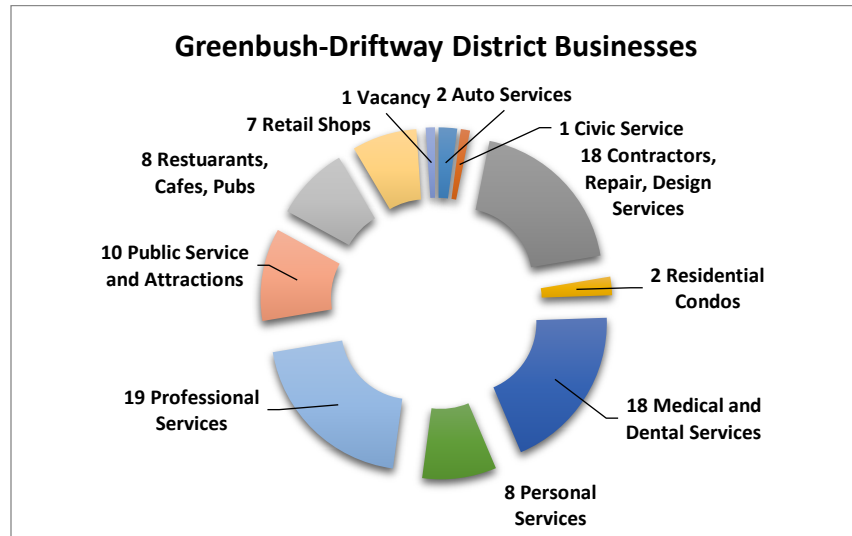 Greenbush-Driftway District Businesses
1 Vacancy
2 Auto Services
1 Civic Service
18 Contractors,
Repair, Design
Services
2 Residential
Condos
18 Medical and
Dental Services
8 Personal
Services
19 Professional
Services
10 Public Service
and Attractions
8 Restuarants,
Cafes, Pubs
7 Retail Shops